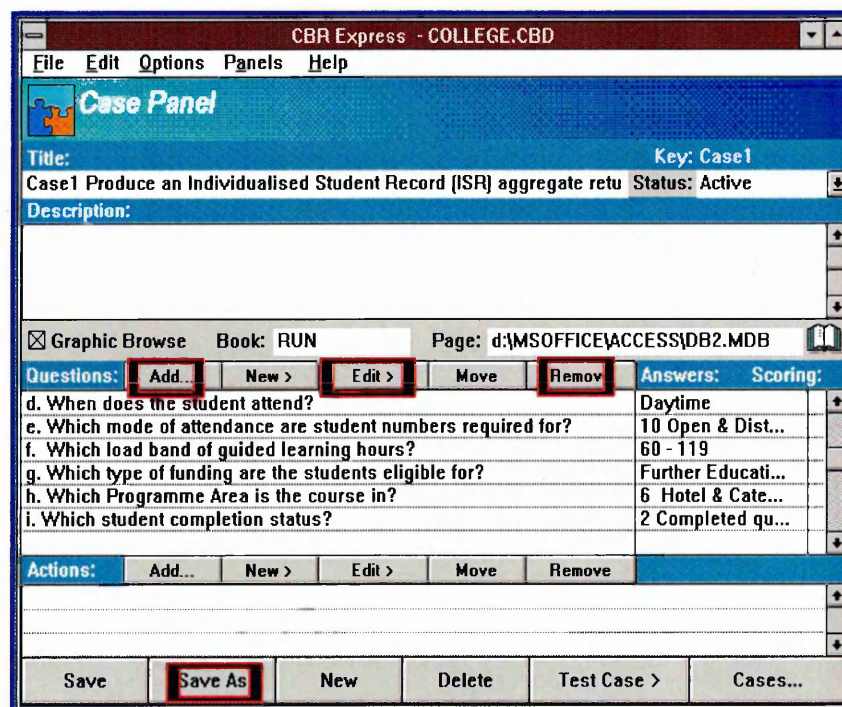 CBR Express - COLLEGE.CBD
File Edit Options Panels Help
Case Panel
Title: Key: Case1
Case1 Produce an Individualised Student Record (ISR) aggregate retu Status: Active
Description:
Graphic Browse Book: RUN Page: d:\MSOFFICE\ACCESS\DB2.MDB
Questions: Add... New > Edit > Move Remov Answers: Scoring:
d. When does the student attend? Daytime
e. Which mode of attendance are student numbers required for? 10 Open & Dist...
f. Which load band of guided learning hours? 60 - 119
g. Which type of funding are the students eligible for? Further Educati...
h. Which Programme Area is the course in? 6 Hotel & Cate...
i. Which student completion status? 2 Completed qu...
Actions: Add... New > Edit > Move Remove
Save Save As New Delete Test Case > Cases...